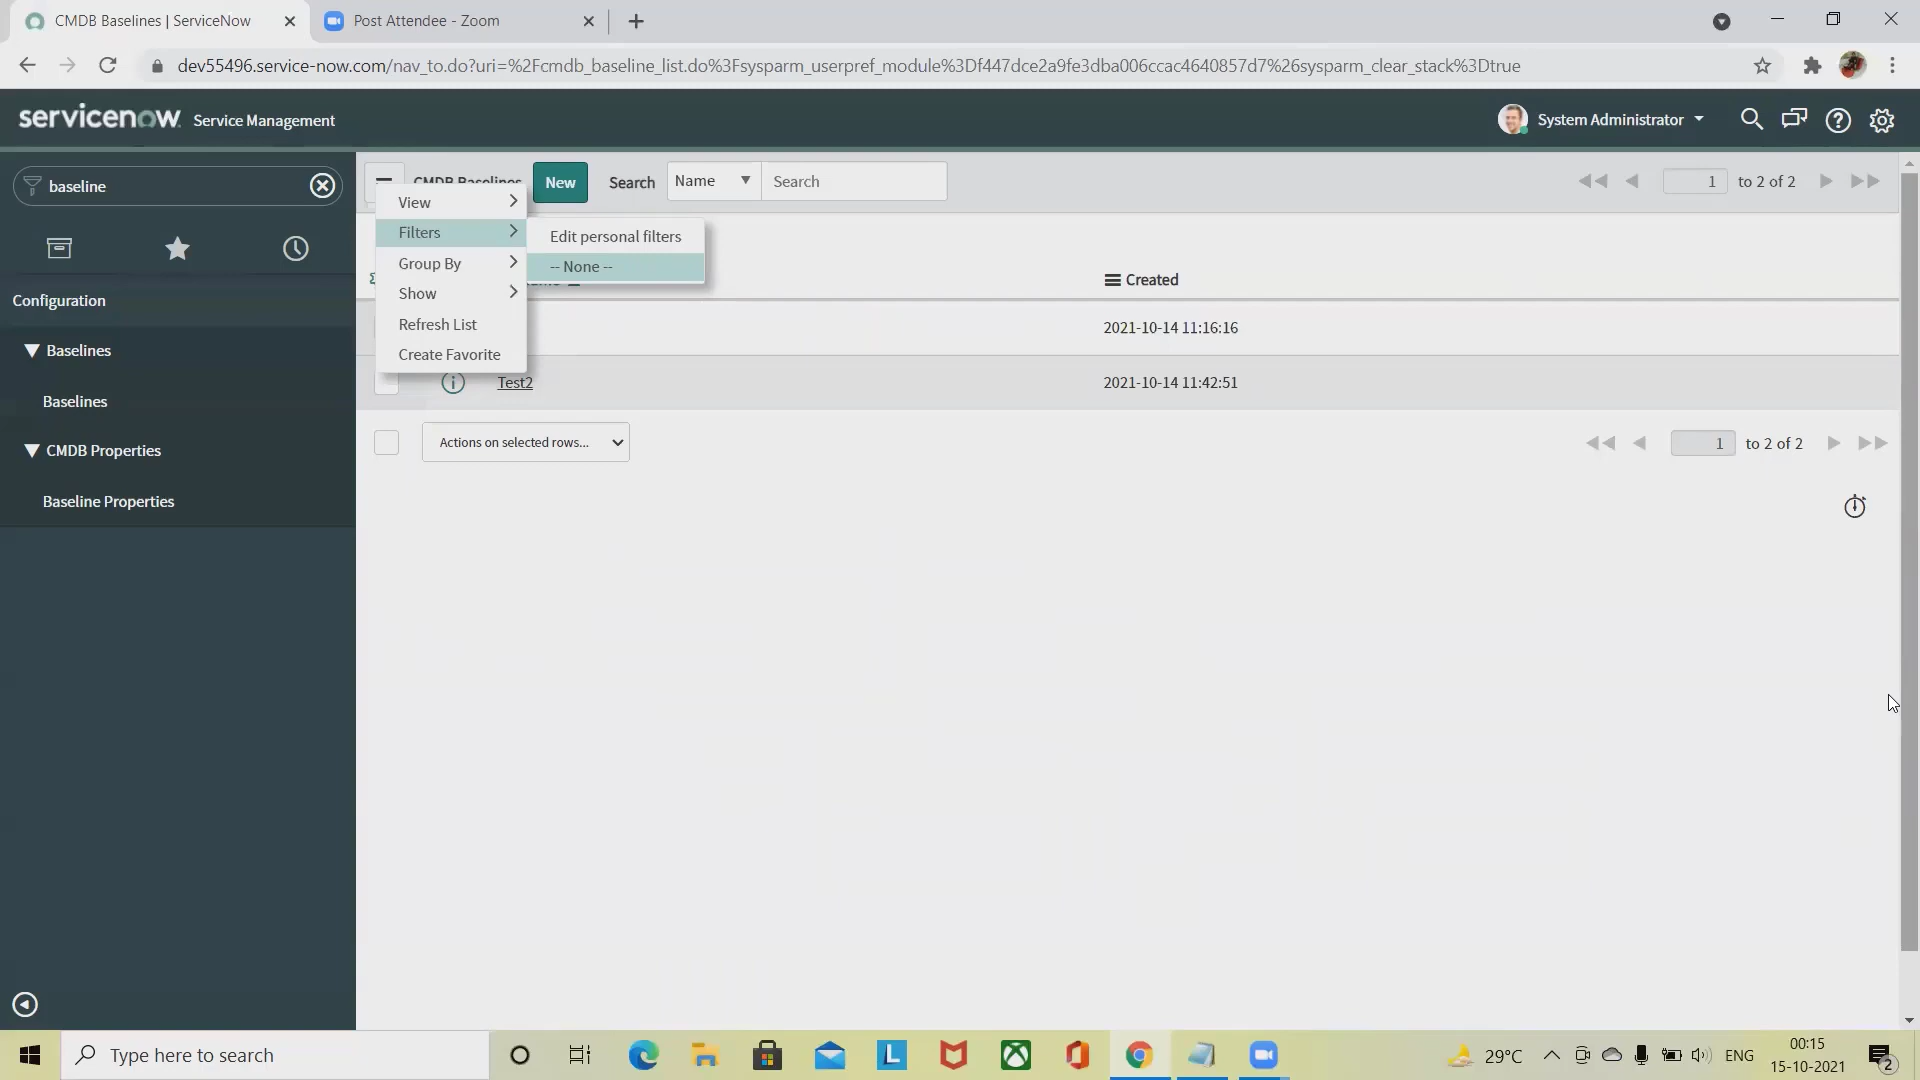 CMDB Baselines | ServiceNow
Post Attendee - Zoom
dev55496.service-now.com/nav_to.do?uri=%2Fcmdb_baseline_list.do%3Fsysparm_userpref_module%3Df447dce2a9fe3dba006ccac4640857d7%26sysparm_clear_stack%3Dtrue
servicenow. Service Management
System Administrator
baseline
CMDB Baselines New Search Name Search
1 to 2 of 2
View
Filters
Edit personal filters
Group By
-- None --
Show
Created
Configuration
Refresh List
2021-10-14 11:16:16
Baselines
Create Favorite
Test2 2021-10-14 11:42:51
Baselines
CMDB Properties
Actions on selected rows...
1 to 2 of 2
Baseline Properties
Type here to search
29°C
ENG
00:15
15-10-2021
2